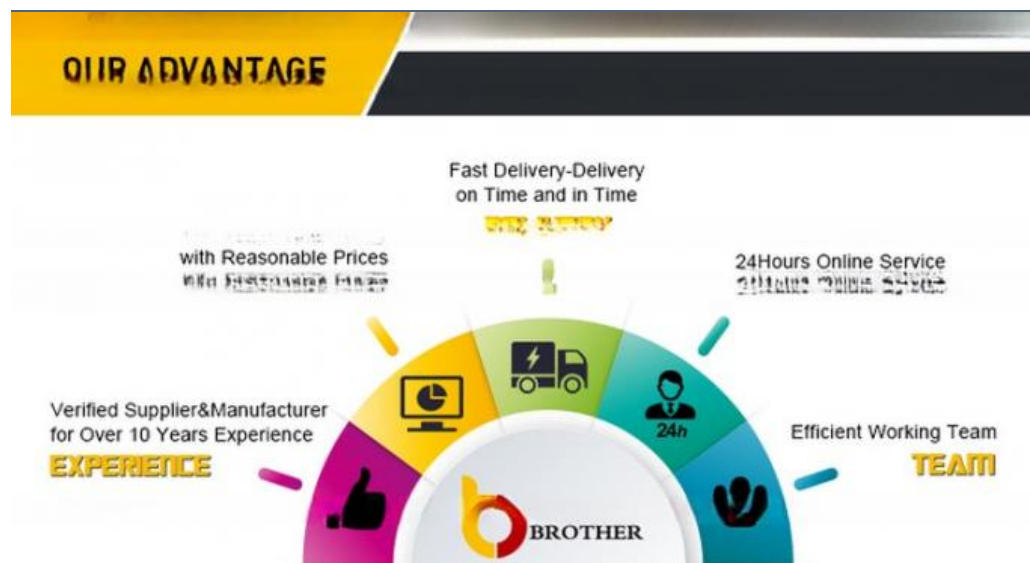 OUR ADVANTAGE
Fast Delivery-Delivery
on Time and in Time
with Reasonable Prices
24Hours Online Service
Verified Supplier&Manufacturer
for Over 10 Years Experience
EXPERIENCE
Efficient Working Team
TEAM
24h
BROTHER